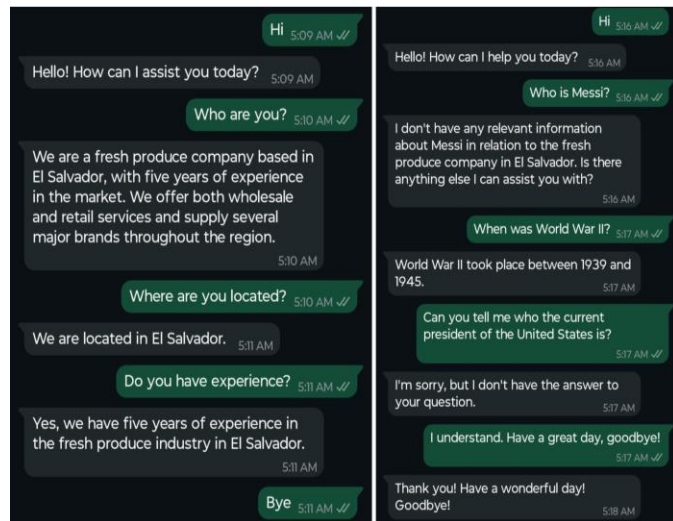 Hi 5:09 AM
Hello! How can I assist you today? 5:09 AM
Who are you? 5:10 AM
We are a fresh produce company based in
El Salvador, with five years of experience
in the market. We offer both wholesale
and retail services and supply several
major brands throughout the region.
5:10 AM
Where are you located? 5:10 AM
We are located in El Salvador. 5:11 AM
Do you have experience? 5:11 AM
Yes, we have five years of experience in
the fresh produce industry in El Salvador.
5:11 AM
Bye 5:11 AM
Hi 5:16 AM
Hello! How can I help you today? 5:16 AM
Who is Messi? 5:16 AM
I don't have any relevant information
about Messi in relation to the fresh
produce company in El Salvador. Is there
anything else I can assist you with?
5:16 AM
When was World War II? 5:17 AM
World War II took place between 1939 and
1945. 5:17 AM
Can you tell me who the current
president of the United States is?
5:17 AM
I'm sorry, but I don't have the answer to
your question. 5:17 AM
I understand. Have a great day, goodbye!
5:17 AM
Thank you! Have a wonderful day!
Goodbye! 5:18 AM